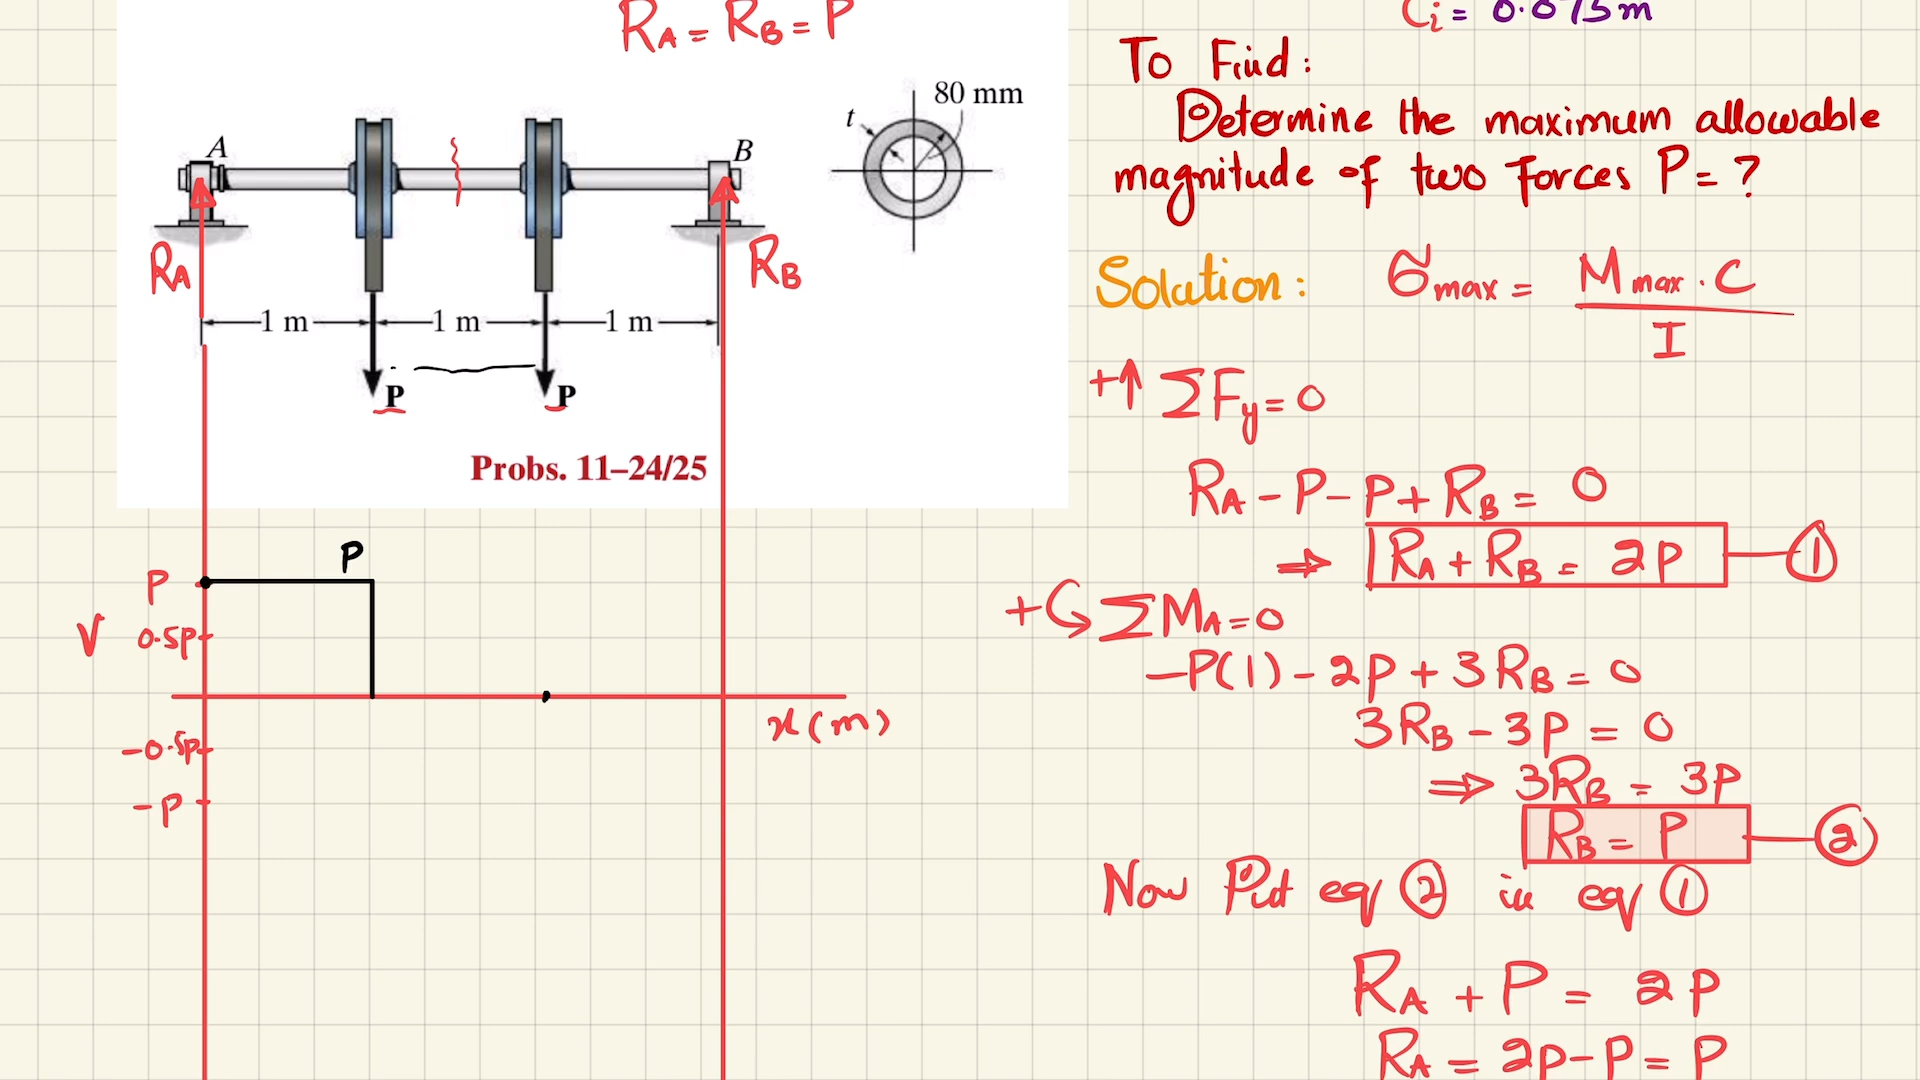 RA = RB = P
A
B
80 mm
t
RA
RB
1 m
1 m
1 m
P
P
Probs. 11–24/25
P
P
V
0.5P
x(m)
-0.5P
-P
To Find:
Determine the maximum allowable
magnitude of two Forces P = ?
Solution: σmax = Mmax . C / I
+↑ ΣFy = 0
RA - P - P + RB = 0
⇒ RA + RB = 2P ①
+ ΣMA = 0
-P(1) - 2P + 3RB = 0
3RB - 3P = 0
⇒ 3RB = 3P
RB = P ②
Now Put eq ② in eq ①
RA + P = 2P
RA = 2P - P = P